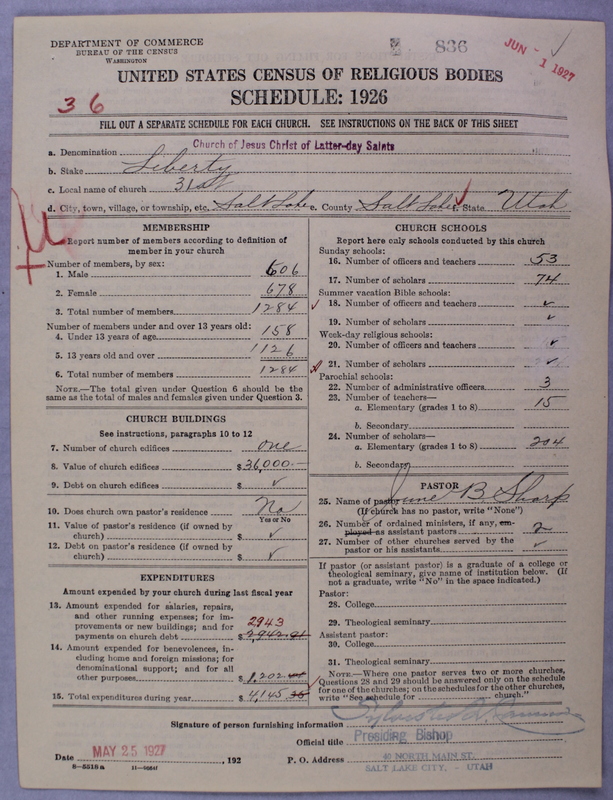 DEPARTMENT OF COMMERCE
BUREAU OF THE CENSUS
WASHINGTON
836
JUN - 1 1927
UNITED STATES CENSUS OF RELIGIOUS BODIES
36
SCHEDULE: 1926
FILL OUT A SEPARATE SCHEDULE FOR EACH CHURCH. SEE INSTRUCTIONS ON THE BACK OF THIS SHEET
a. Denomination Church of Jesus Christ of Latter-day Saints
b. Stake Liberty
c. Local name of church 31st
d. City, town, village, or township, etc. Salt Lake e. County Salt Lake f. State Utah
MEMBERSHIP
Report number of members according to definition of
member in your church
Number of members, by sex:
1. Male 606
2. Female 678
3. Total number of members 1284
Number of members under and over 13 years old:
4. Under 13 years of age 158
5. 13 years old and over 1126
6. Total number of members 1284
NOTE.—The total given under Question 6 should be the
same as the total of males and females given under Question 3.
CHURCH BUILDINGS
See instructions, paragraphs 10 to 12
7. Number of church edifices one
8. Value of church edifices $36,000.—
9. Debt on church edifices $ ✓
10. Does church own pastor's residence No
Yes or No
11. Value of pastor's residence (if owned by
church) $ ✓
12. Debt on pastor's residence (if owned by
church) $ ✓
EXPENDITURES
Amount expended by your church during last fiscal year
13. Amount expended for salaries, repairs,
and other running expenses; for im-
provements or new buildings; and for
payments on church debt 2943
$2,942.91
14. Amount expended for benevolences, in-
cluding home and foreign missions; for
denominational support; and for all
other purposes $1,202
15. Total expenditures during year $4,145
CHURCH SCHOOLS
Report here only schools conducted by this church
Sunday schools:
16. Number of officers and teachers 53
17. Number of scholars 74
Summer vacation Bible schools:
✓ 18. Number of officers and teachers ✓
19. Number of scholars ✓
Week-day religious schools:
20. Number of officers and teachers ✓
21. Number of scholars ✓
Parochial schools:
22. Number of administrative officers 3
23. Number of teachers—
a. Elementary (grades 1 to 8) 15
b. Secondary
24. Number of scholars—
a. Elementary (grades 1 to 8) 204
b. Secondary
PASTOR
25. Name of pastor June B. Sharp
(If church has no pastor, write "None")
26. Number of ordained ministers, if any, em-
ployed as assistant pastors 2
27. Number of other churches served by the
pastor or his assistants ✓
If pastor (or assistant pastor) is a graduate of a college or
theological seminary, give name of institution below. (If
not a graduate, write "No" in the space indicated.)
Pastor:
28. College
29. Theological seminary
Assistant pastor:
30. College
31. Theological seminary
NOTE.—Where one pastor serves two or more churches,
Questions 28 and 29 should be answered only on the schedule
for one of the churches; on the schedules for the other churches,
write "See schedule for church."
Signature of person furnishing information Sylvester Q. Cannon
Official title Presiding Bishop
Date MAY 25 1927, 192 P. O. Address 40 NORTH MAIN ST.
SALT LAKE CITY, - UTAH
8-5518a